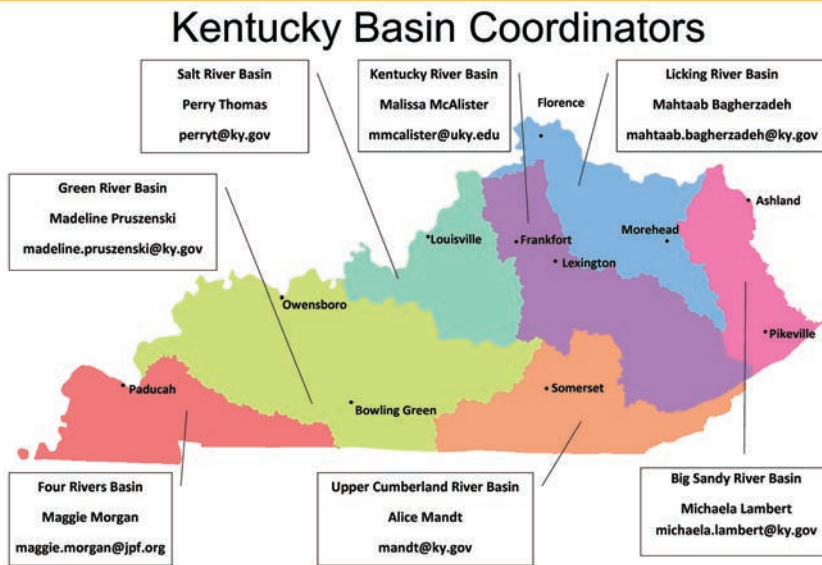 Kentucky Basin Coordinators
Salt River Basin
Perry Thomas
perryt@ky.gov
Kentucky River Basin
Malissa McAlister
mmcalister@uky.edu
Licking River Basin
Mahtaab Bagherzadeh
mahtaab.bagherzadeh@ky.gov
Florence
Green River Basin
Madeline Pruszenski
madeline.pruszenski@ky.gov
Ashland
Louisville
Frankfort
Morehead
Lexington
Owensboro
Pikeville
Paducah
Somerset
Bowling Green
Four Rivers Basin
Maggie Morgan
maggie.morgan@jpf.org
Upper Cumberland River Basin
Alice Mandt
mandt@ky.gov
Big Sandy River Basin
Michaela Lambert
michaela.lambert@ky.gov